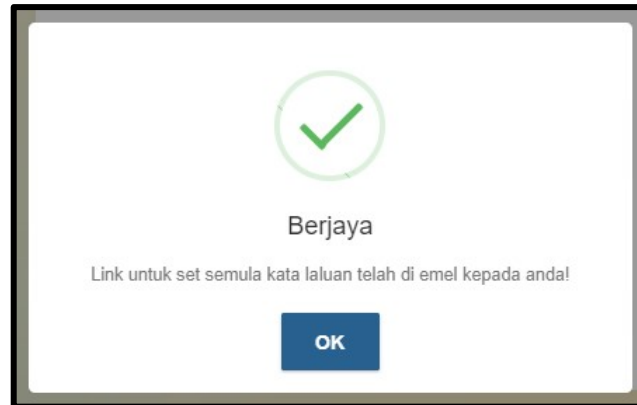 Berjaya
Link untuk set semula kata laluan telah di emel kepada anda!
OK